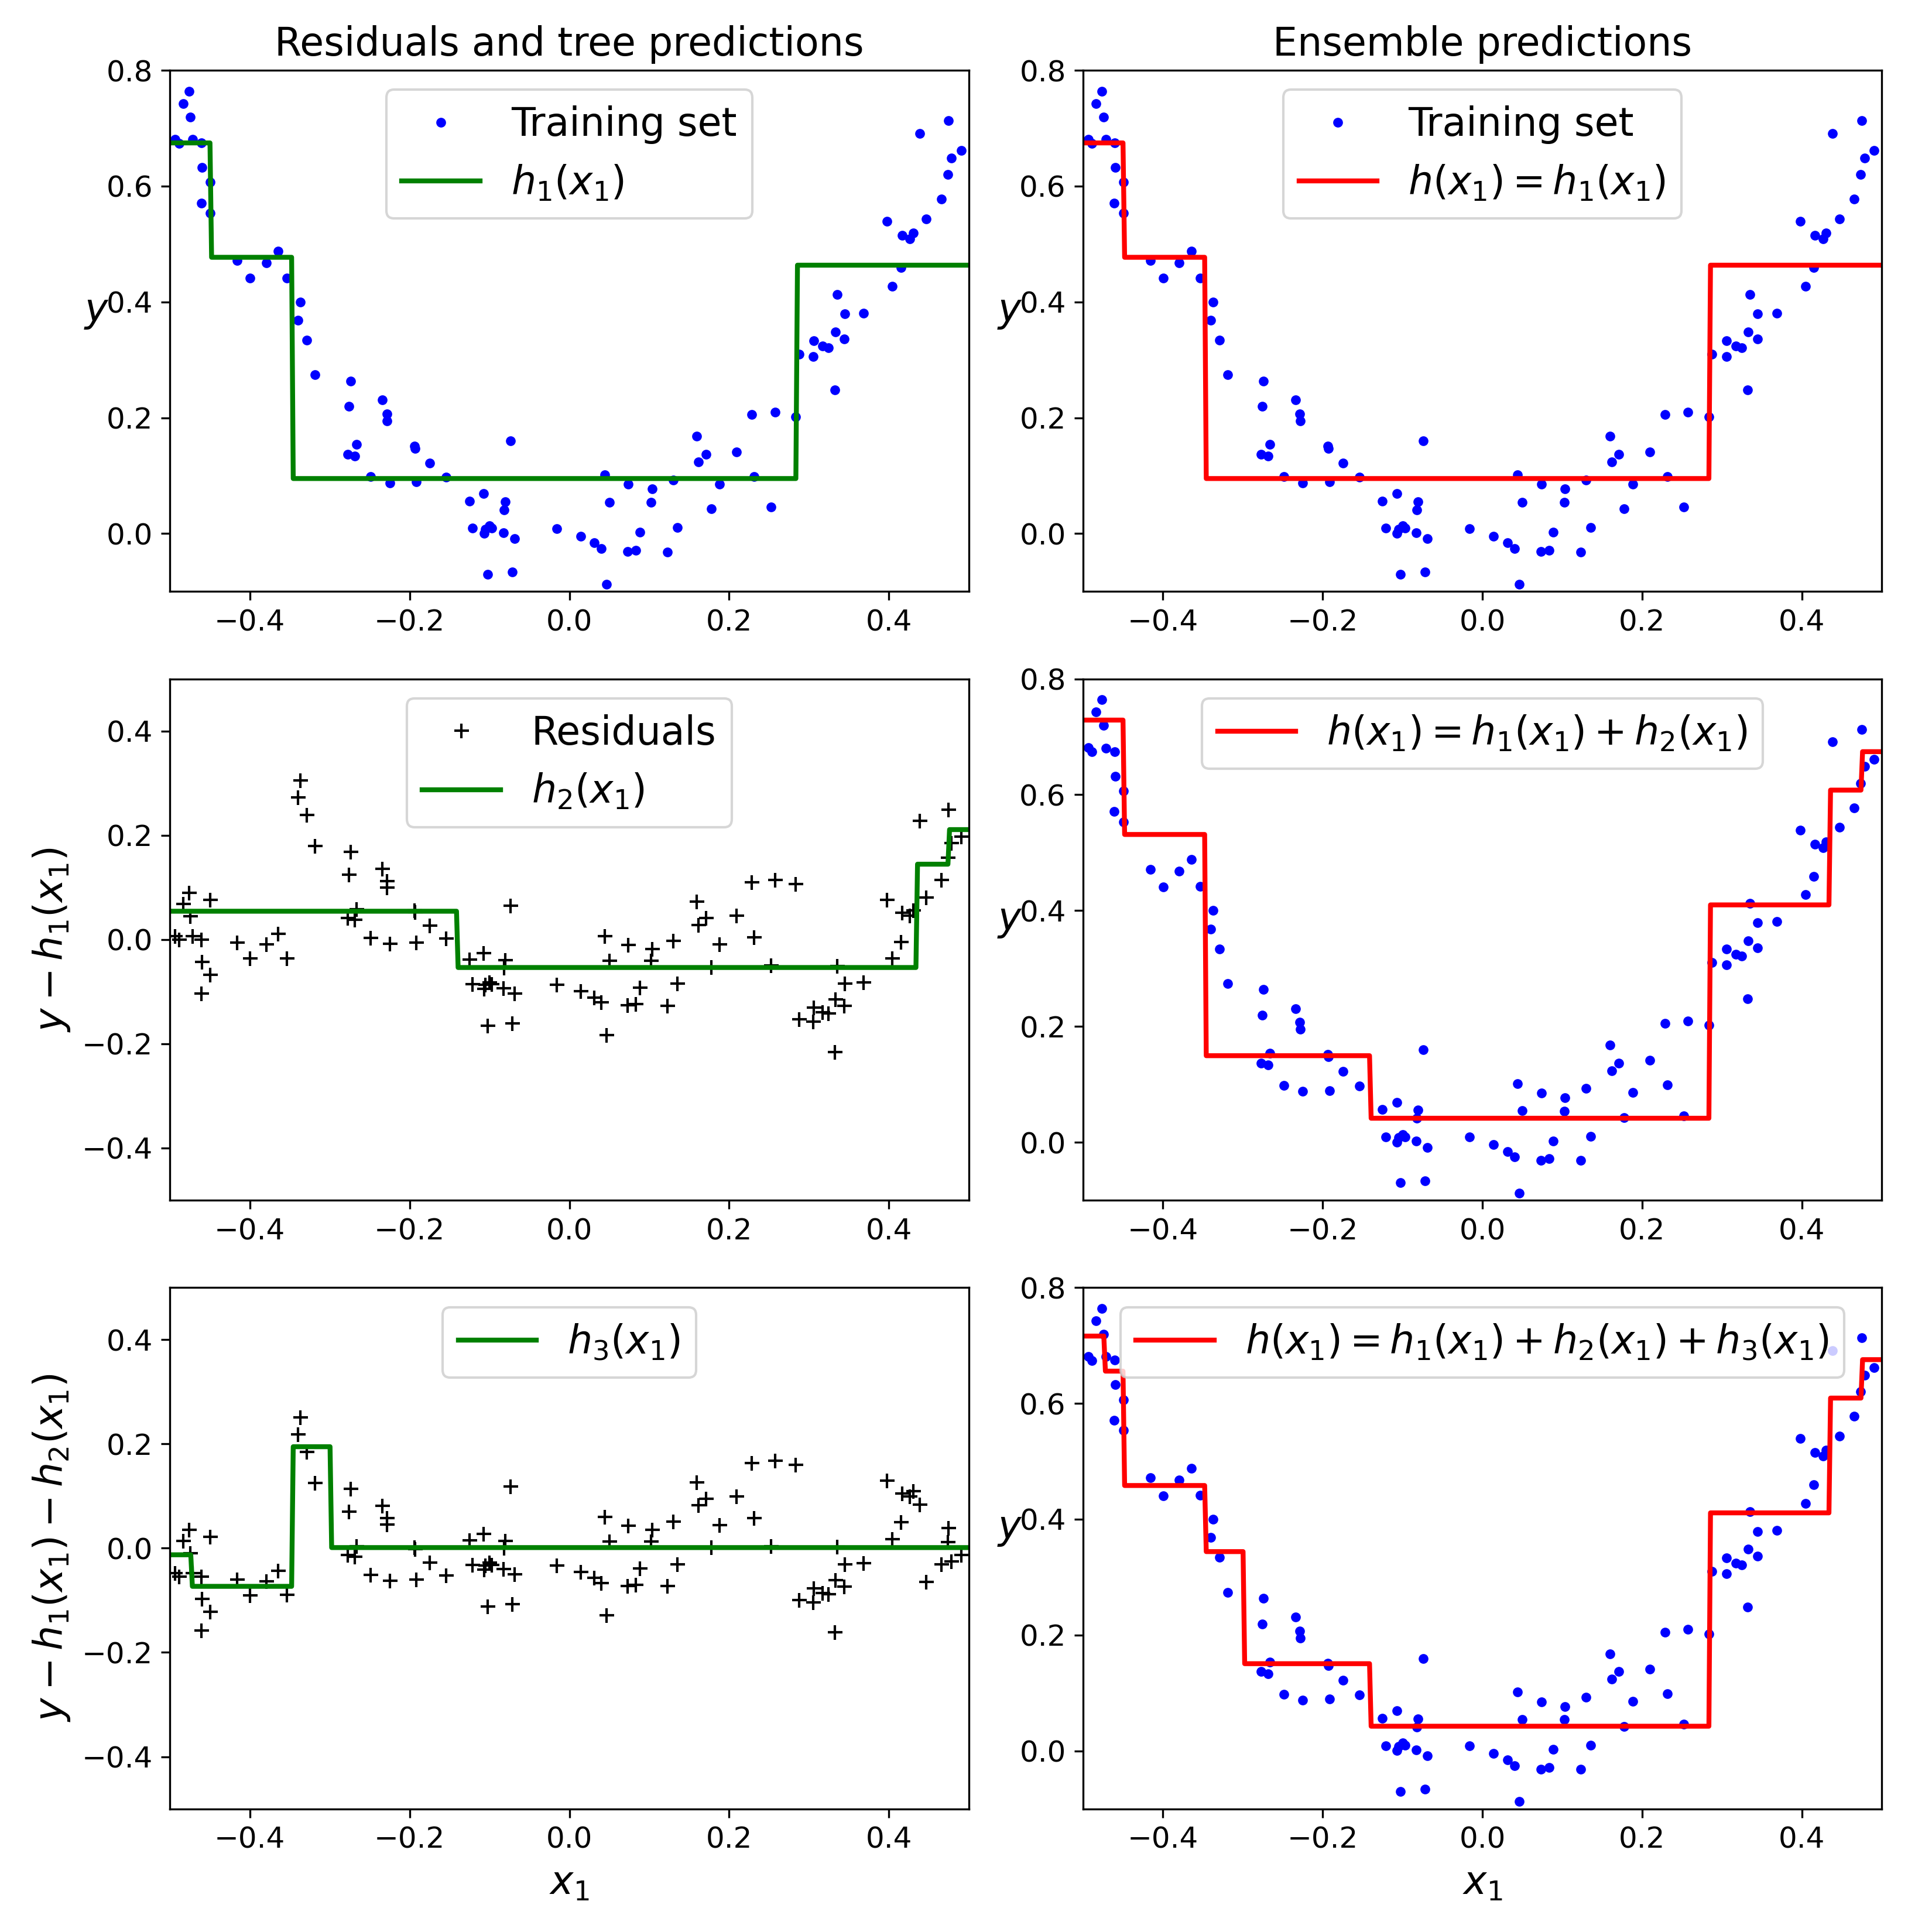 Residuals and tree predictions
0.8
0.6
0.4
0.2
0.0
y
Training set
h₁(x₁)
−0.4 −0.2 0.0 0.2 0.4
Ensemble predictions
0.8
0.6
0.4
0.2
0.0
y
Training set
h(x₁) = h₁(x₁)
−0.4 −0.2 0.0 0.2 0.4
y − h₁(x₁)
0.4
0.2
0.0
−0.2
−0.4
Residuals
h₂(x₁)
−0.4 −0.2 0.0 0.2 0.4
0.8
0.6
0.4
0.2
0.0
y
h(x₁) = h₁(x₁) + h₂(x₁)
−0.4 −0.2 0.0 0.2 0.4
y − h₁(x₁) − h₂(x₁)
0.4
0.2
0.0
−0.2
−0.4
h₃(x₁)
−0.4 −0.2 0.0 0.2 0.4
x₁
0.8
0.6
0.4
0.2
0.0
y
h(x₁) = h₁(x₁) + h₂(x₁) + h₃(x₁)
−0.4 −0.2 0.0 0.2 0.4
x₁